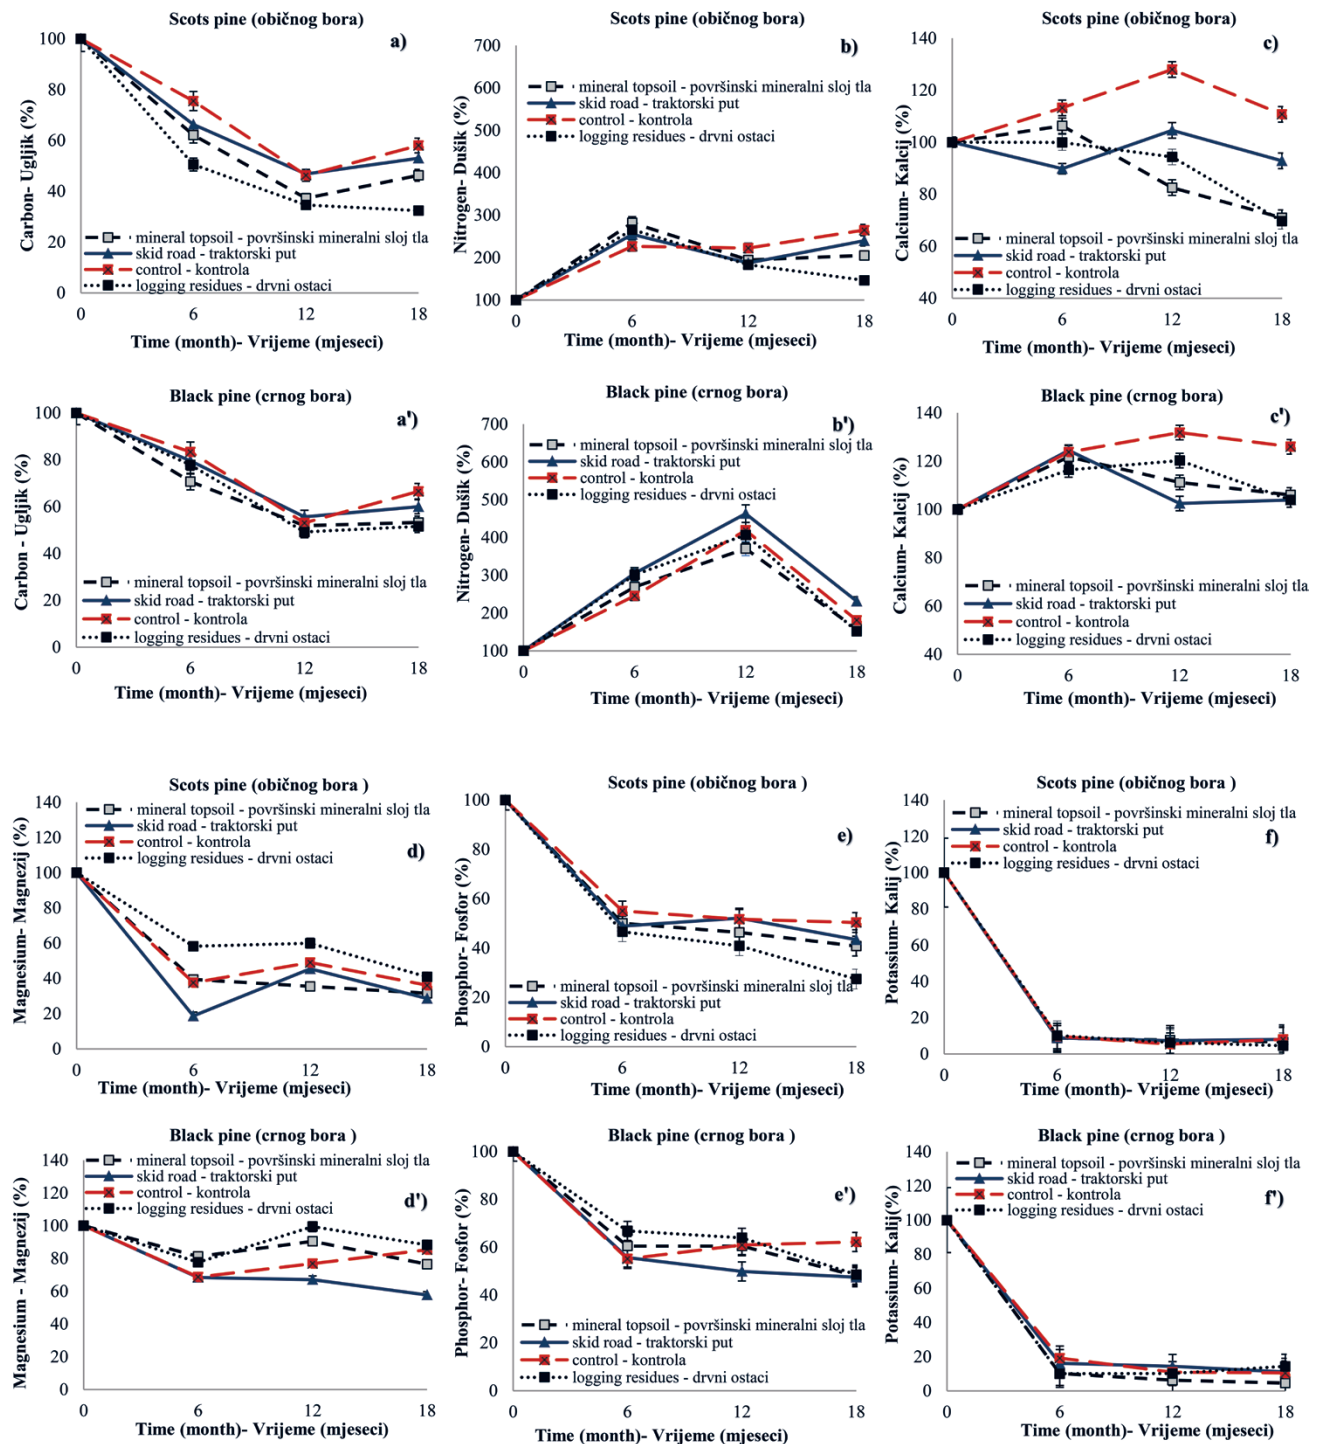 Scots pine (običnog bora)
a)
Carbon- Ugljik (%)
100
80
60
40
20
0
mineral topsoil - površinski mineralni sloj tla
skid road - traktorski put
control - kontrola
logging residues - drvni ostaci
0 6 12 18
Time (month)- Vrijeme (mjeseci)
Scots pine (običnog bora)
b)
Nitrogen- Dušik (%)
700
600
500
400
300
200
100
mineral topsoil - površinski mineralni sloj tla
skid road - traktorski put
control - kontrola
logging residues - drvni ostaci
0 6 12 18
Time (month)- Vrijeme (mjeseci)
Scots pine (običnog bora)
c)
Calcium- Kalcij (%)
140
120
100
80
60
40
mineral topsoil - površinski mineralni sloj tla
skid road - traktorski put
control - kontrola
logging residues - drvni ostaci
0 6 12 18
Time (month)- Vrijeme (mjeseci)
Black pine (crnog bora)
a')
Carbon - Ugljik (%)
100
80
60
40
20
0
mineral topsoil - površinski mineralni sloj tla
skid road - traktorski put
control - kontrola
logging residues - drvni ostaci
0 6 12 18
Time (month)- Vrijeme (mjeseci)
Black pine (crnog bora)
b')
Nitrogen- Dušik (%)
700
600
500
400
300
200
100
mineral topsoil - površinski mineralni sloj tla
skid road - traktorski put
control - kontrola
logging residues - drvni ostaci
0 6 12 18
Time (month)- Vrijeme (mjeseci)
Black pine (crnog bora)
c')
Calcium- Kalcij (%)
140
120
100
80
60
40
mineral topsoil - površinski mineralni sloj tla
skid road - traktorski put
control - kontrola
logging residues - drvni ostaci
0 6 12 18
Time (month)- Vrijeme (mjeseci)
Scots pine (običnog bora )
d)
Magnesium- Magnezij (%)
140
120
100
80
60
40
20
0
mineral topsoil - površinski mineralni sloj tla
skid road - traktorski put
control - kontrola
logging residues - drvni ostaci
0 6 12 18
Time (month)- Vrijeme (mjeseci)
Scots pine (običnog bora )
e)
Phosphor- Fosfor (%)
100
80
60
40
20
0
mineral topsoil - površinski mineralni sloj tla
skid road - traktorski put
control - kontrola
logging residues - drvni ostaci
0 6 12 18
Time (month)- Vrijeme (mjeseci)
Scots pine (običnog bora )
f)
Potassium- Kalij (%)
140
120
100
80
60
40
20
0
mineral topsoil - površinski mineralni sloj tla
skid road - traktorski put
control - kontrola
logging residues - drvni ostaci
0 6 12 18
Time (month)- Vrijeme (mjeseci)
Black pine (crnog bora )
d')
Magnesium - Magnezij (%)
140
120
100
80
60
40
20
0
mineral topsoil - površinski mineralni sloj tla
skid road - traktorski put
control - kontrola
logging residues - drvni ostaci
0 6 12 18
Time (month)- Vrijeme (mjeseci)
Black pine (crnog bora )
e')
Phosphor- Fosfor (%)
100
80
60
40
20
0
mineral topsoil - površinski mineralni sloj tla
skid road - traktorski put
control - kontrola
logging residues - drvni ostaci
0 6 12 18
Time (month)- Vrijeme (mjeseci)
Black pine (crnog bora )
f')
Potassium- Kalij(%)
140
120
100
80
60
40
20
0
mineral topsoil - površinski mineralni sloj tla
skid road - traktorski put
control - kontrola
logging residues - drvni ostaci
0 6 12 18
Time (month)- Vrijeme (mjeseci)